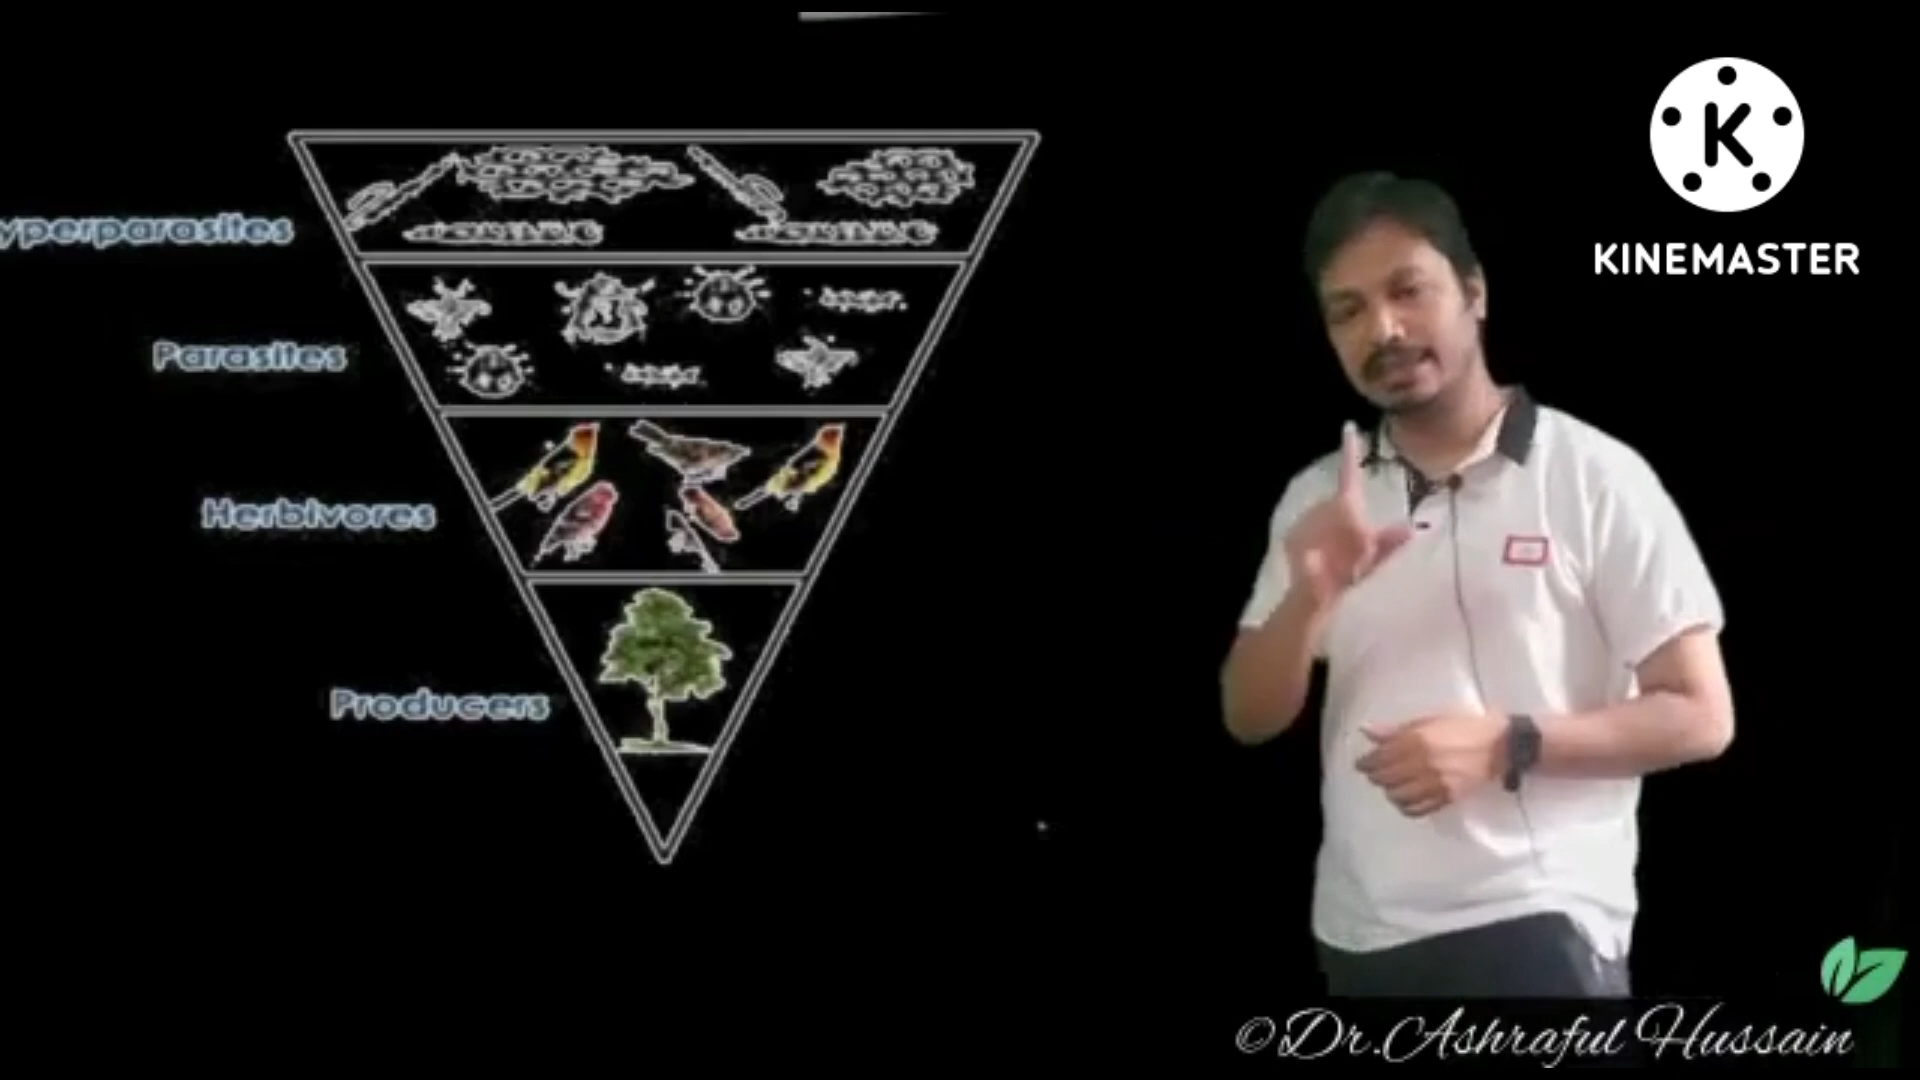 K
KINEMASTER
yperparasites
Parasites
Herbivores
Producers
©Dr.Ashraful Hussain